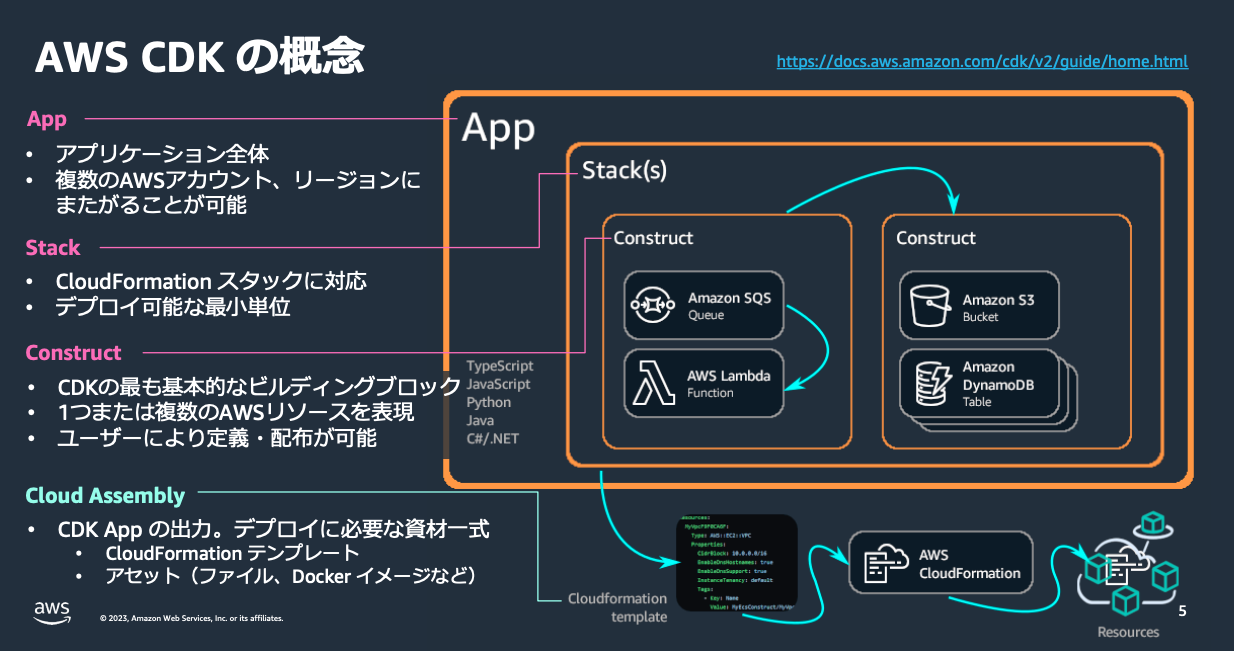 AWS CDK の概念
https://docs.aws.amazon.com/cdk/v2/guide/home.html
App
• アプリケーション全体
• 複数のAWSアカウント、リージョンに
またがることが可能
Stack
• CloudFormation スタックに対応
• デプロイ可能な最小単位
Construct
• CDKの最も基本的なビルディングブロック
• 1つまたは複数のAWSリソースを表現
• ユーザーにより定義・配布が可能
Cloud Assembly
• CDK App の出力。デプロイに必要な資材一式
• CloudFormation テンプレート
• アセット（ファイル、Docker イメージなど）
App
Stack(s)
Construct
Amazon SQS
Queue
AWS Lambda
Function
Construct
Amazon S3
Bucket
Amazon
DynamoDB
Table
TypeScript
JavaScript
Python
Java
C#/.NET
Cloudformation
template
Resources:
MyVpcF9F0CA6F:
Type: AWS::EC2::VPC
Properties:
CidrBlock: 10.0.0.0/16
EnableDnsHostnames: true
EnableDnsSupport: true
InstanceTenancy: default
Tags:
- Key: Name
Value: MyEcsConstruct/MyVpc
AWS
CloudFormation
Resources
aws
© 2023, Amazon Web Services, Inc. or its affiliates.
5